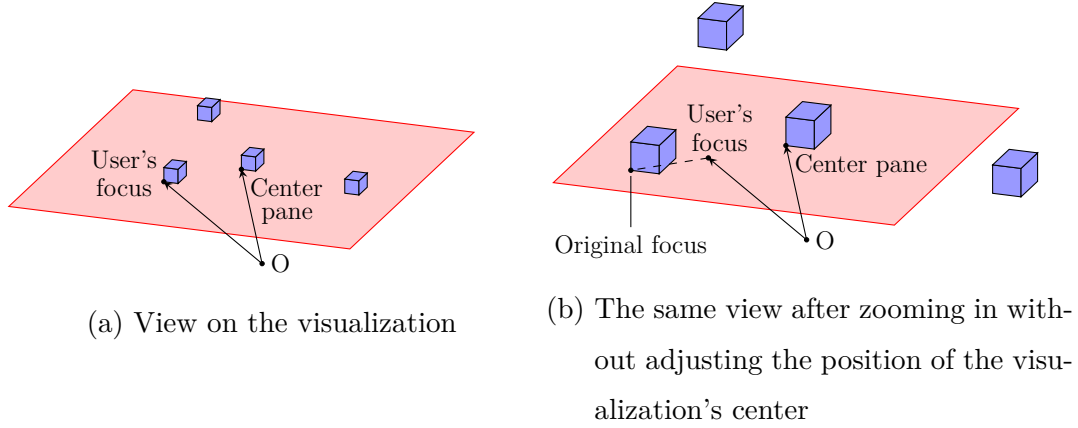 User's
focus
Center
pane
O
(a) View on the visualization
User's
focus
Center pane
Original focus
O
(b) The same view after zooming in with-
out adjusting the position of the visu-
alization's center